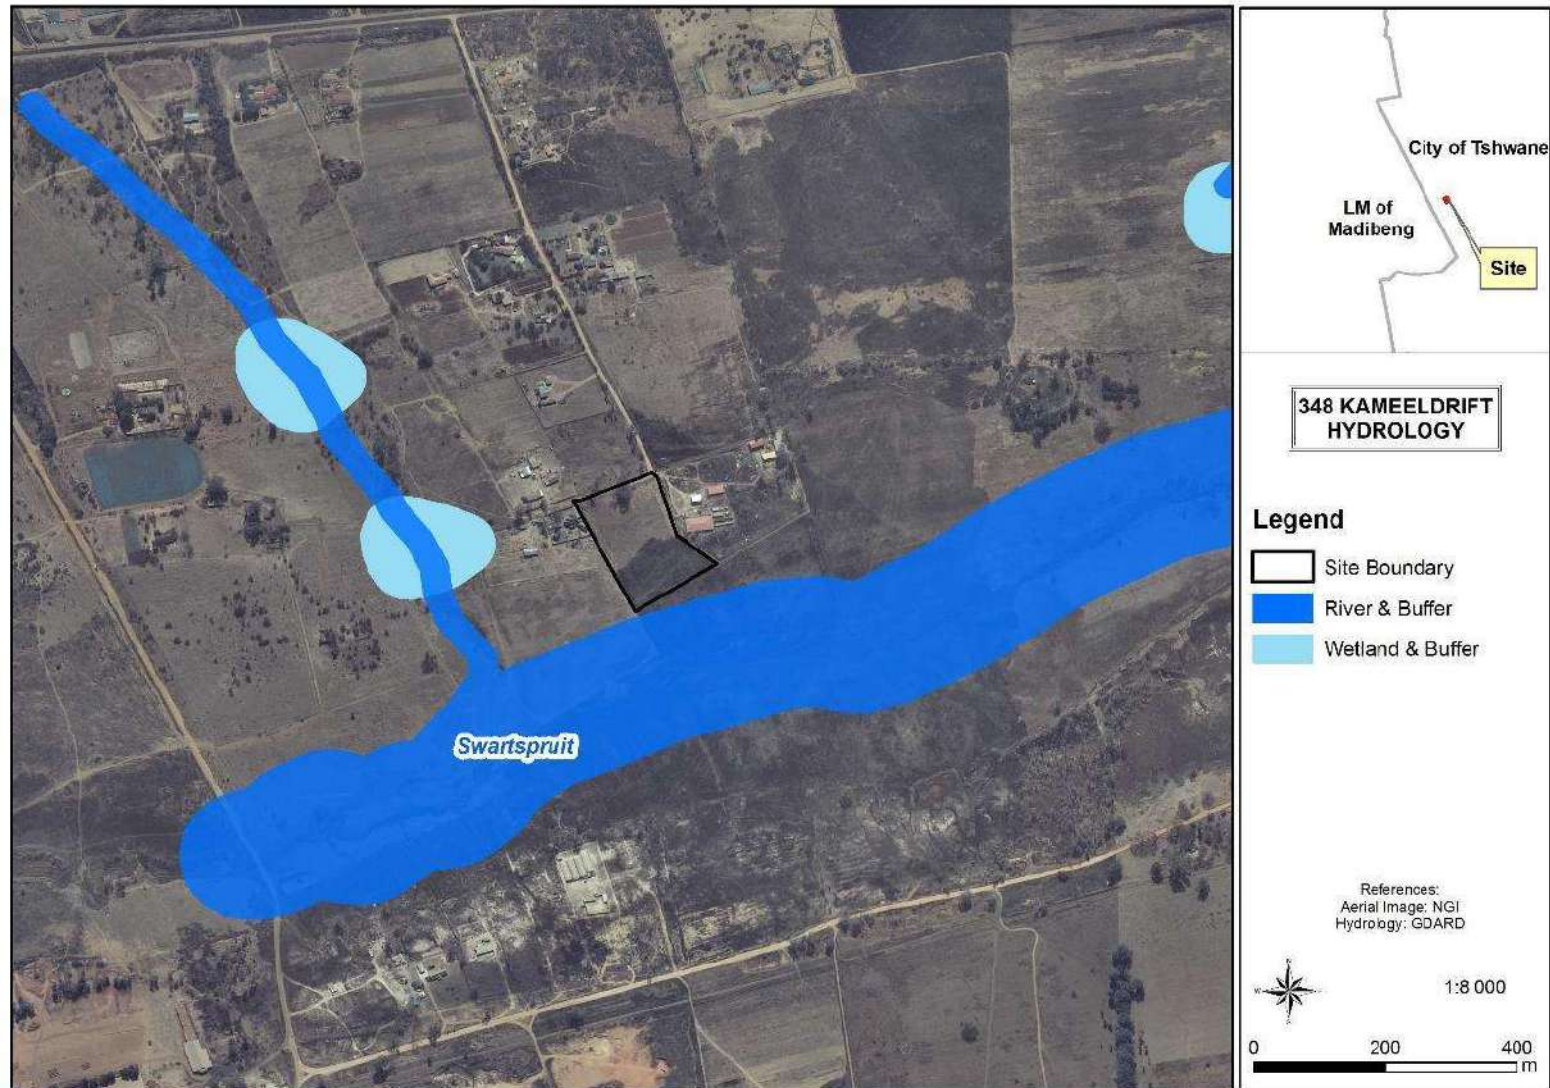 Swartspruit
City of Tshwane
LM of
Madibeng
Site
348 KAMEELDRIFT
HYDROLOGY
Legend
Site Boundary
River & Buffer
Wetland & Buffer
References:
Aerial Image: NGI
Hydrology: GDARD
N
W
S
1:8 000
0 200 400
m